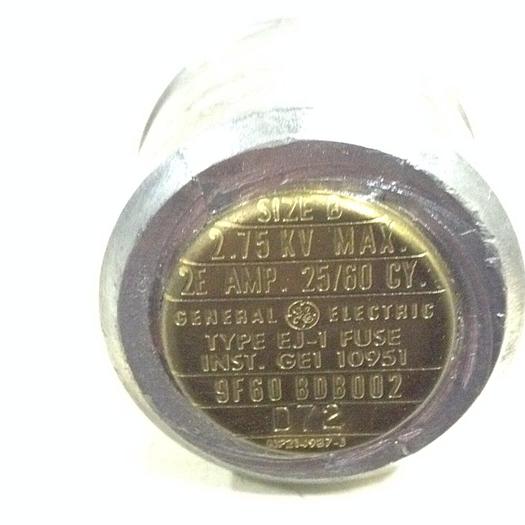 SIZE B
2.75 KV MAX.
2E AMP. 25/60 CY.
GENERAL GE ELECTRIC
TYPE EJ-1 FUSE
INST. GEI 10951
9F60 BDB002
D72